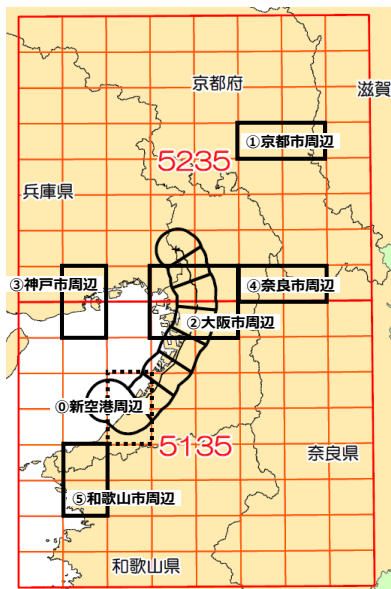 京都府
滋賀
①京都市周辺
5235
兵庫県
③神戸市周辺
④奈良市周辺
②大阪市周辺
⓪新空港周辺
5135
奈良県
⑤和歌山市周辺
和歌山県